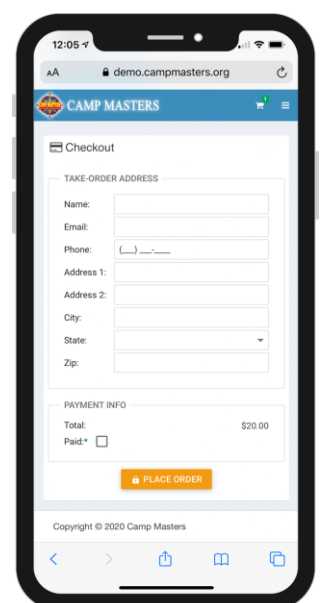 12:05
AA demo.campmasters.org
CAMP MASTERS 1
Checkout
TAKE-ORDER ADDRESS
Name:
Email:
Phone: (___) ___-____
Address 1:
Address 2:
City:
State:
Zip:
PAYMENT INFO
Total: $20.00
Paid:*
PLACE ORDER
Copyright © 2020 Camp Masters